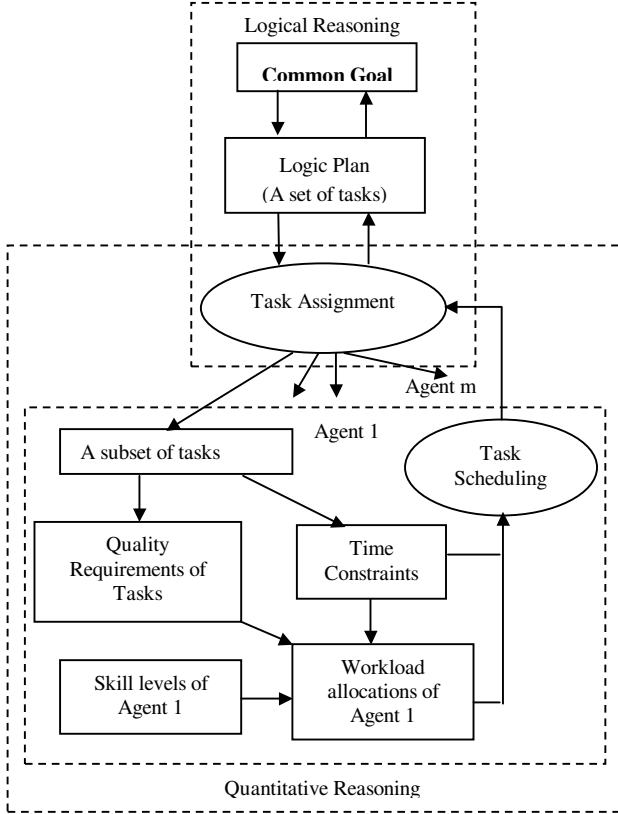 Logical Reasoning
Common Goal
Logic Plan
(A set of tasks)
Task Assignment
Agent m
Agent 1
A subset of tasks
Task
Scheduling
Quality
Requirements of
Tasks
Time
Constraints
Skill levels of
Agent 1
Workload
allocations of
Agent 1
Quantitative Reasoning